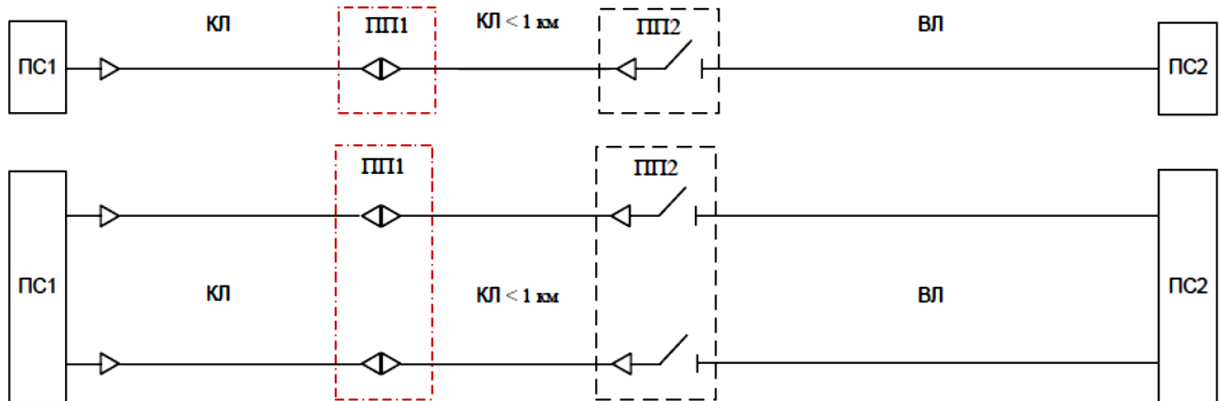 КЛ ПП1 КЛ < 1 км ПП2 ВЛ
ПС1 ПС2
ПП1 ПП2
ПС1 КЛ КЛ < 1 км ВЛ ПС2